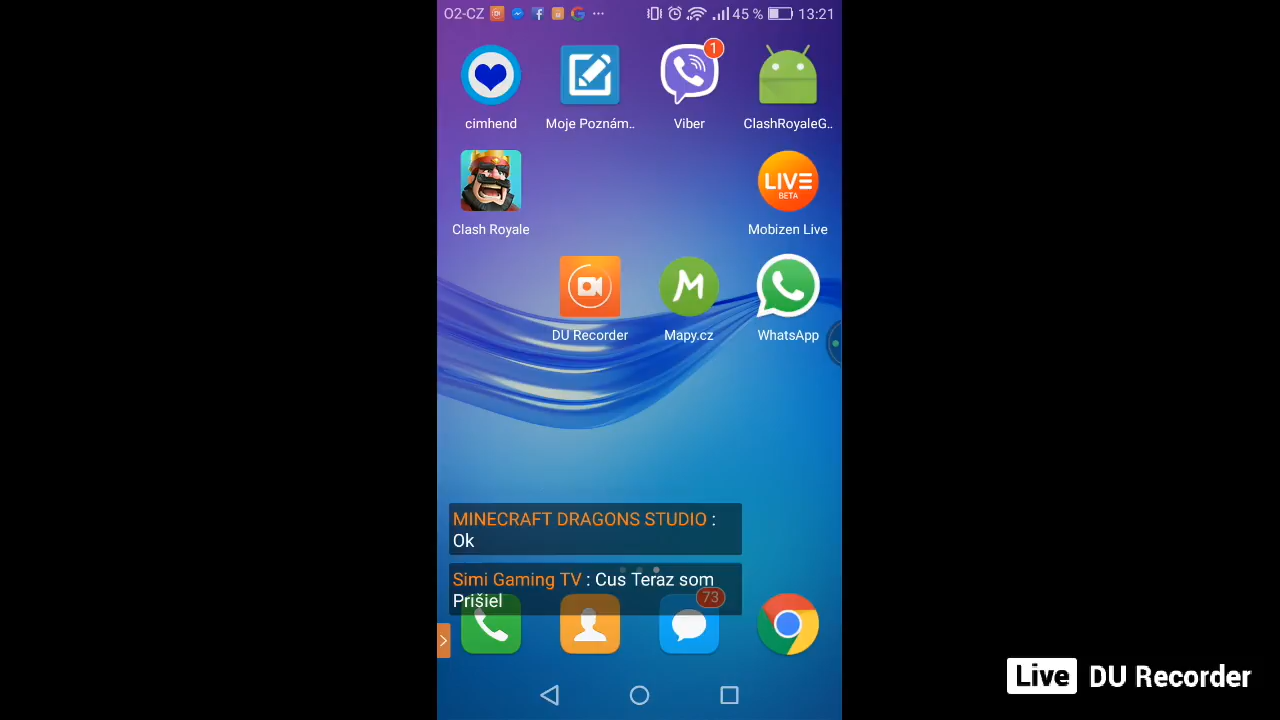 O2-CZ 45 % 13:21
1
cimhend Moje Poznám.. Viber ClashRoyaleG..
LIVE
BETA
Clash Royale Mobizen Live
DU Recorder Mapy.cz WhatsApp
MINECRAFT DRAGONS STUDIO :
Ok
Simi Gaming TV : Cus Teraz som
Prišiel
73
Live DU Recorder